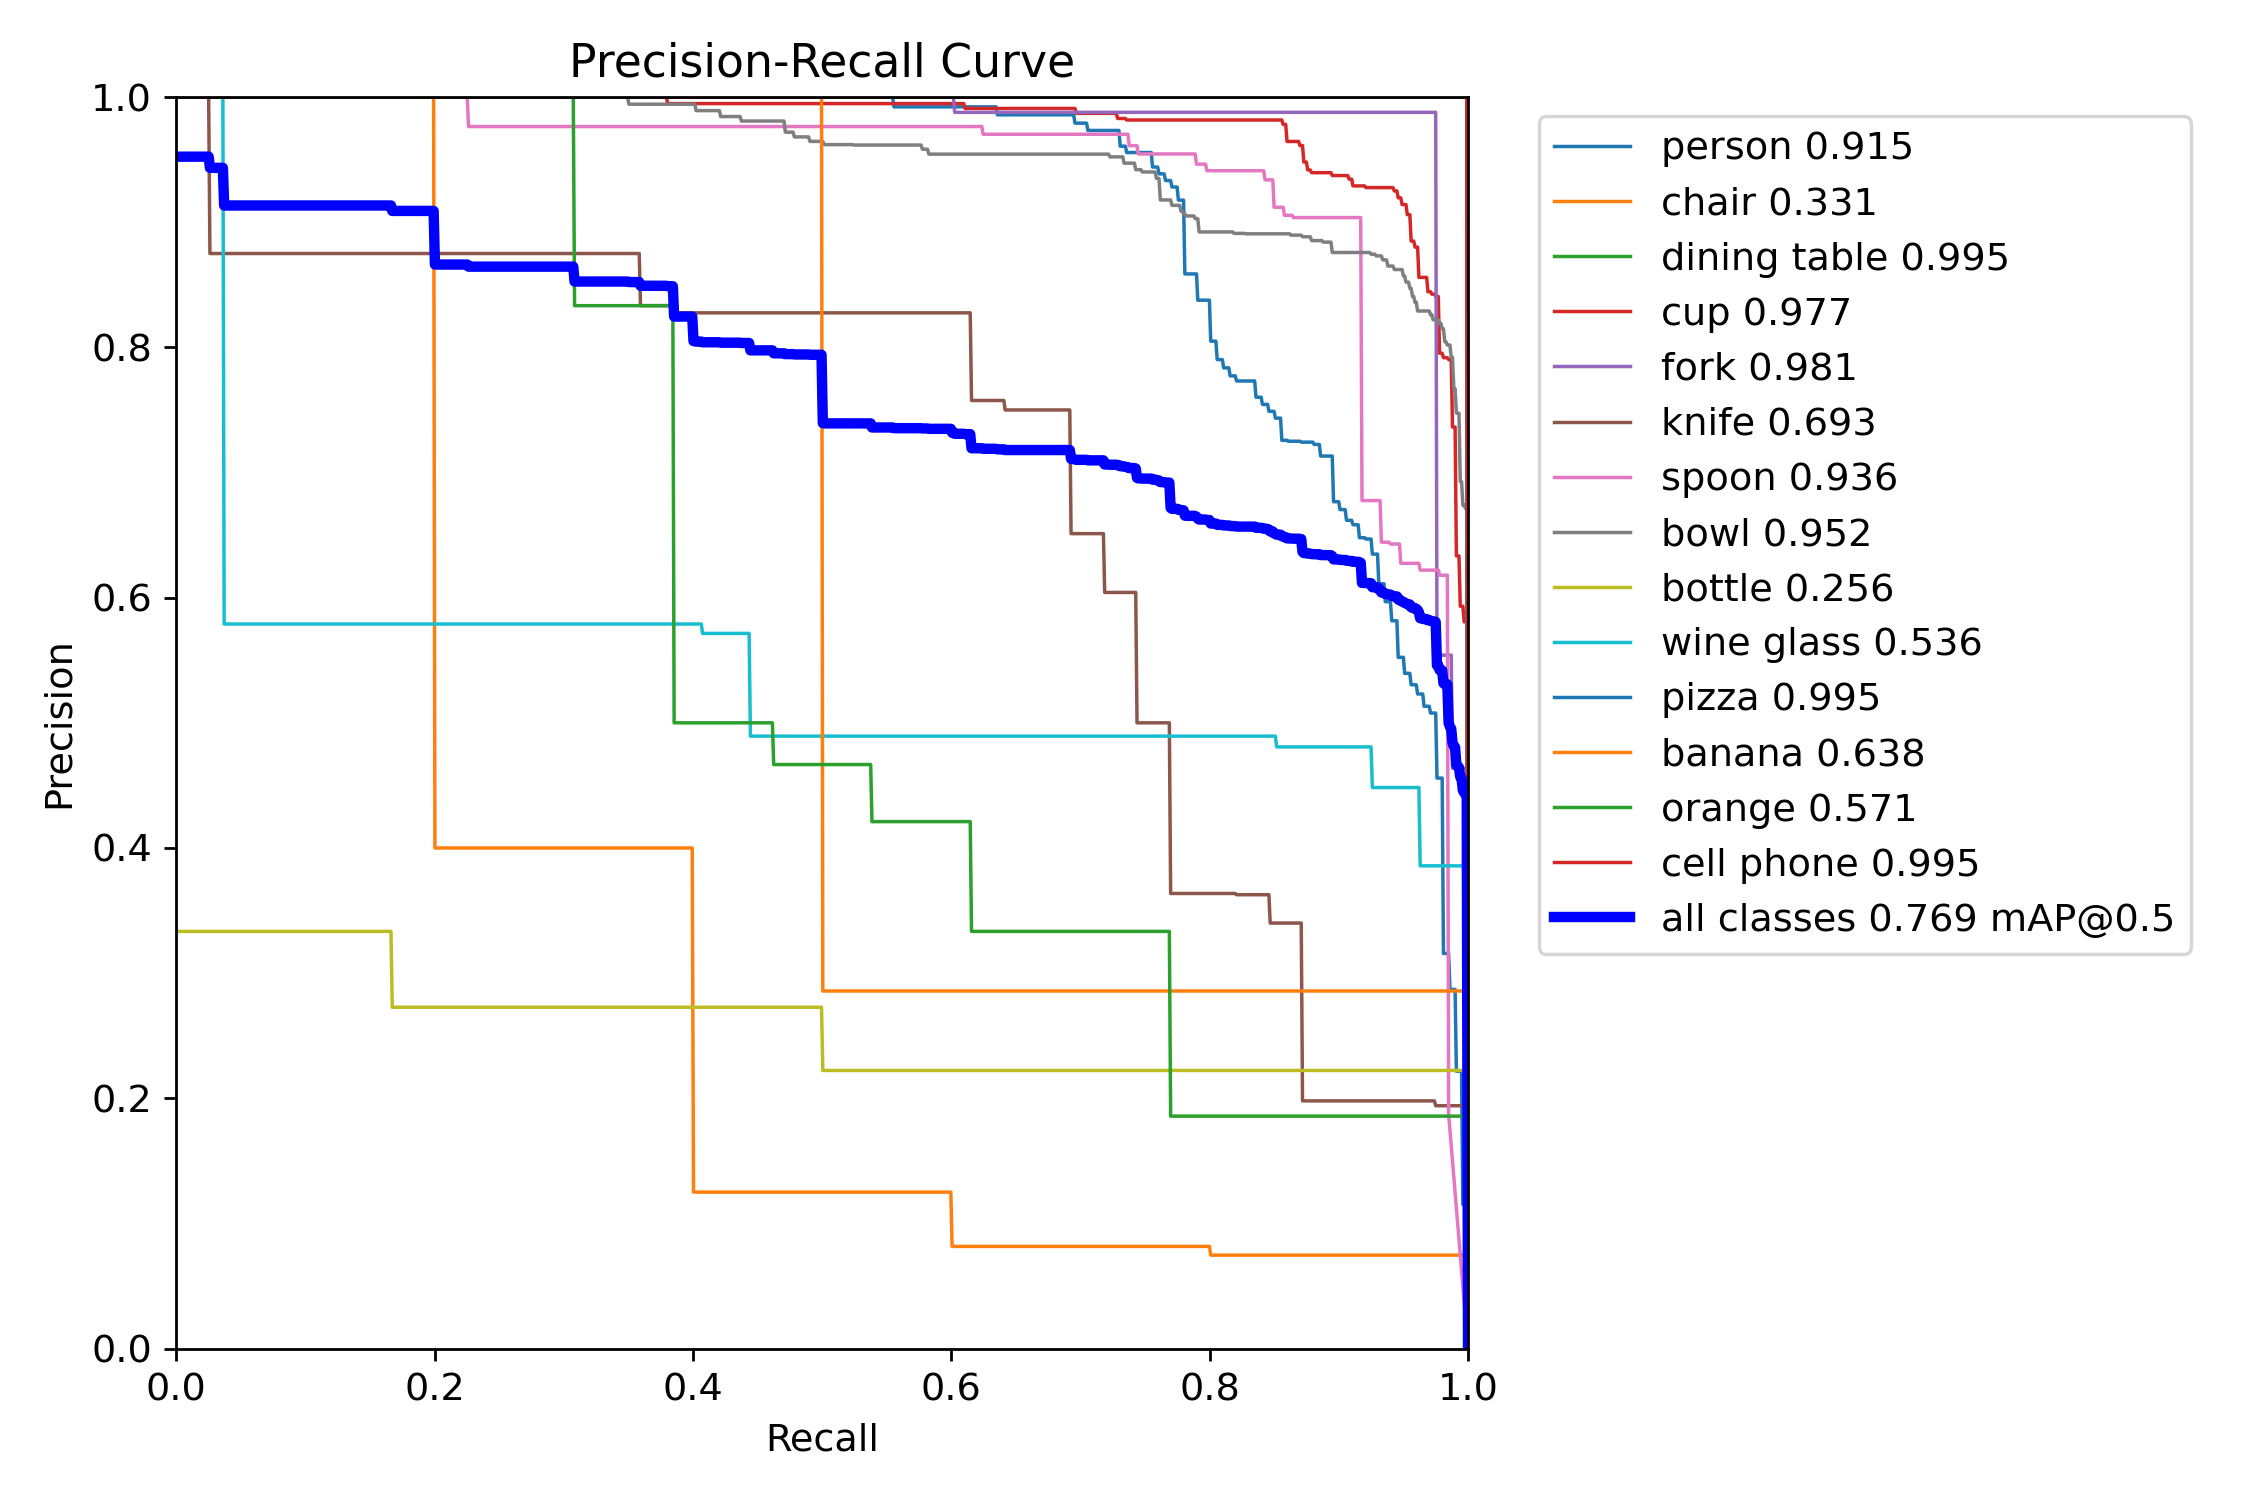 Precision-Recall Curve
1.0
0.8
0.6
0.4
0.2
0.0
Precision
0.0 0.2 0.4 0.6 0.8 1.0
Recall
person 0.915
chair 0.331
dining table 0.995
cup 0.977
fork 0.981
knife 0.693
spoon 0.936
bowl 0.952
bottle 0.256
wine glass 0.536
pizza 0.995
banana 0.638
orange 0.571
cell phone 0.995
all classes 0.769 mAP@0.5